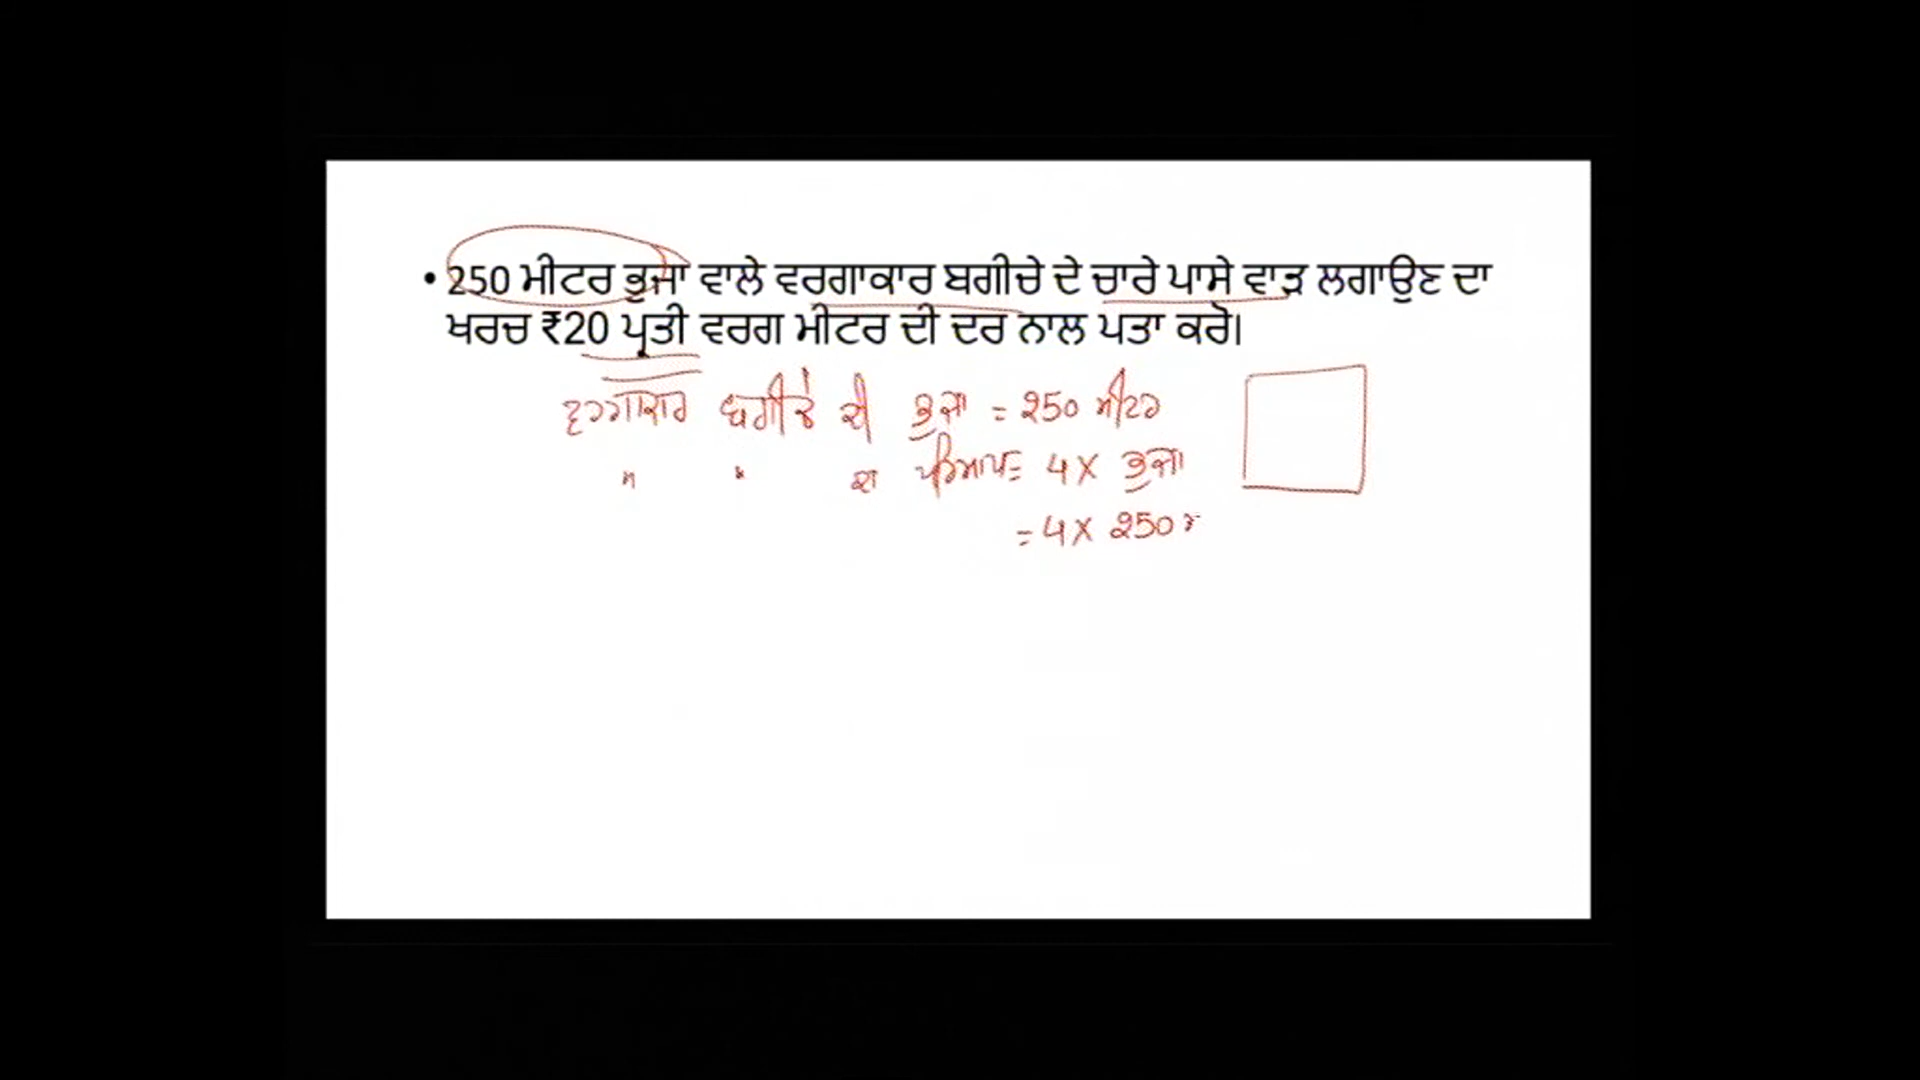 • 250 ਮੀਟਰ ਭੁਜਾ ਵਾਲੇ ਵਰਗਾਕਾਰ ਬਗੀਚੇ ਦੇ ਚਾਰੇ ਪਾਸੇ ਵਾੜ ਲਗਾਉਣ ਦਾ
ਖਰਚ ₹20 ਪ੍ਰਤੀ ਵਰਗ ਮੀਟਰ ਦੀ ਦਰ ਨਾਲ ਪਤਾ ਕਰੋ।
ਵਰਗਾਕਾਰ ਬਗੀਚੇ ਦੀ ਭੁਜਾ = 250 ਮੀਟਰ
" " ਦਾ ਪਰਿਮਾਪ = 4 X ਭੁਜਾ
= 4 X 250